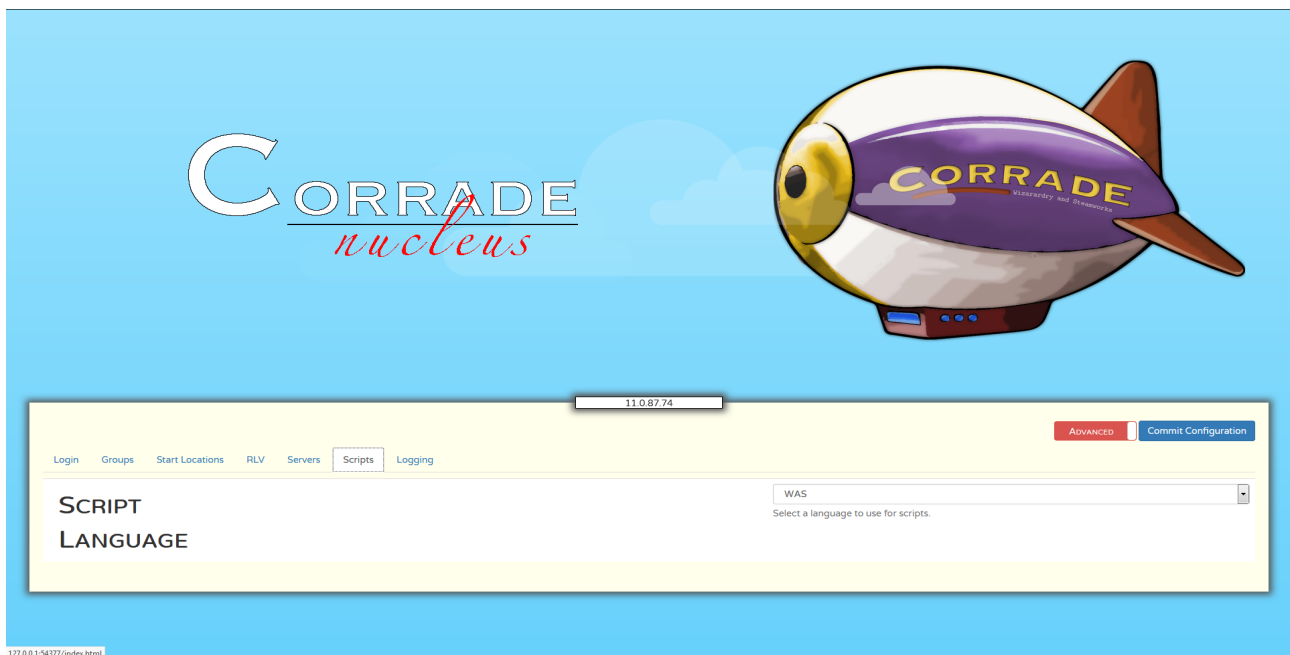 CORRADE
nucleus
CORRADE
Wizardry and Steamworks
11.0.87.74
ADVANCED
Commit Configuration
Login Groups Start Locations RLV Servers Scripts Logging
SCRIPT
LANGUAGE
WAS
Select a language to use for scripts.
127.0.0.1:54377/index.html